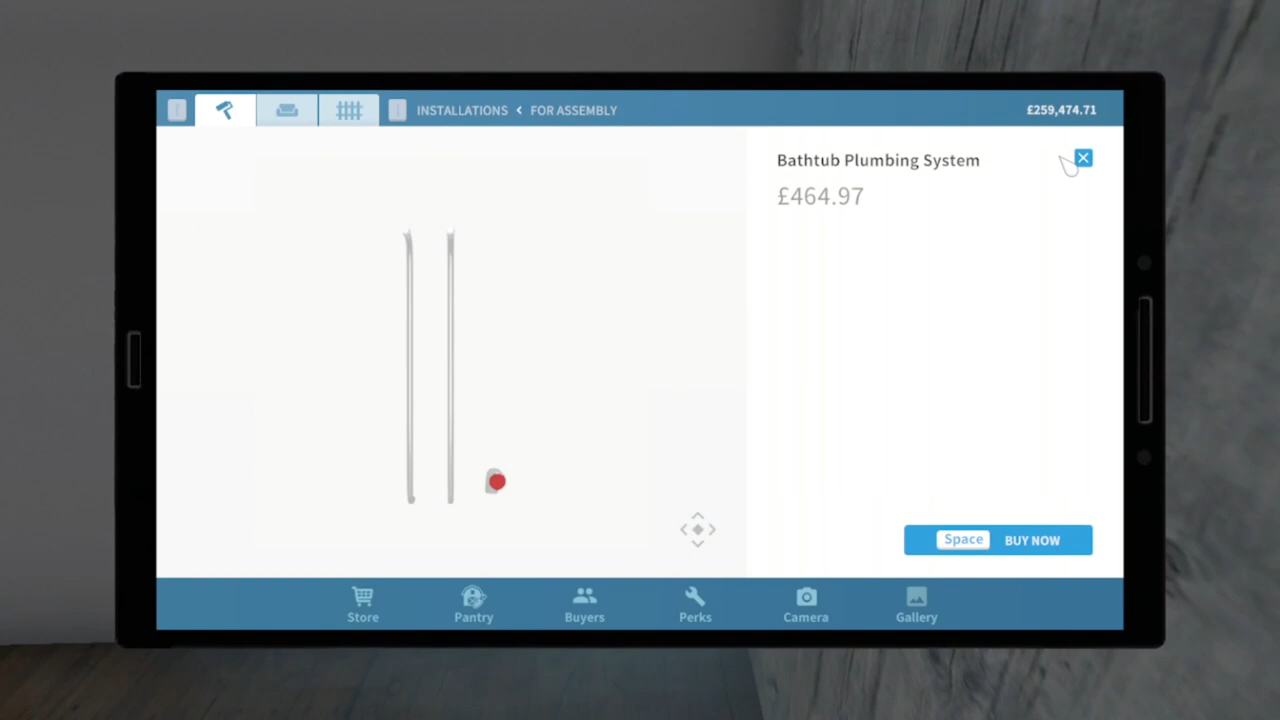 INSTALLATIONS < FOR ASSEMBLY
£259,474.71
Bathtub Plumbing System
£464.97
Space BUY NOW
Store Pantry Buyers Perks Camera Gallery